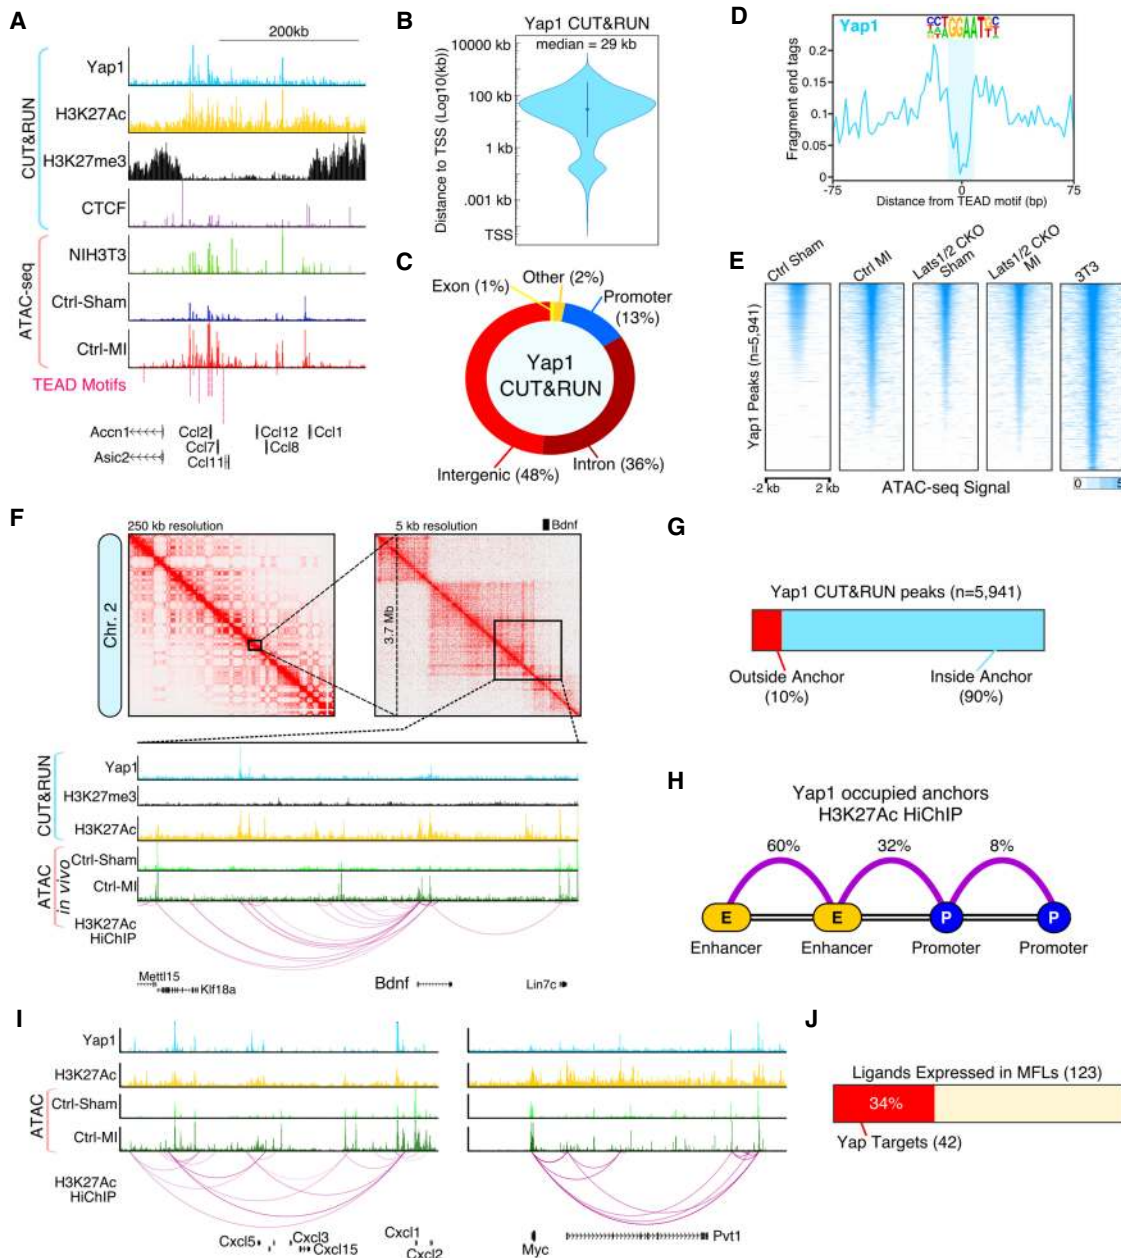 A
200kb
CUT&RUN
Yap1
H3K27Ac
H3K27me3
CTCF
ATAC-seq
NIH3T3
Ctrl-Sham
Ctrl-MI
TEAD Motifs
Accn1
Ccl2
Ccl12
Ccl1
Ccl7
Ccl8
Asic2
Ccl11
B
Yap1 CUT&RUN
median = 29 kb
Distance to TSS (Log10(kb))
10000 kb
100 kb
1 kb
.001 kb
TSS
C
Exon (1%)
Other (2%)
Promoter
(13%)
Yap1
CUT&RUN
Intergenic (48%)
Intron (36%)
D
Yap1
GGAAT
Fragment end tags
0.2
0.15
0.1
0.05
0
-75
0
75
Distance from TEAD motif (bp)
E
Ctrl Sham
Ctrl MI
Lats1/2 CKO
Sham
Lats1/2 CKO
MI
3T3
Yap1 Peaks (n=5,941)
-2 kb
2 kb
ATAC-seq Signal
0
5
F
250 kb resolution
5 kb resolution
Bdnf
Chr. 2
3.7 Mb
CUT&RUN
Yap1
H3K27me3
H3K27Ac
ATAC
in vivo
Ctrl-Sham
Ctrl-MI
H3K27Ac
HiChIP
Mettl15
Klf18a
Bdnf
Lin7c
G
Yap1 CUT&RUN peaks (n=5,941)
Outside Anchor
(10%)
Inside Anchor
(90%)
H
Yap1 occupied anchors
H3K27Ac HiChIP
60%
32%
8%
E
E
P
P
Enhancer
Enhancer
Promoter
Promoter
I
Yap1
H3K27Ac
ATAC
Ctrl-Sham
Ctrl-MI
H3K27Ac
HiChIP
Cxcl5
Cxcl3
Cxcl15
Cxcl1
Cxcl2
Myc
Pvt1
J
Ligands Expressed in MFLs (123)
34%
Yap Targets (42)